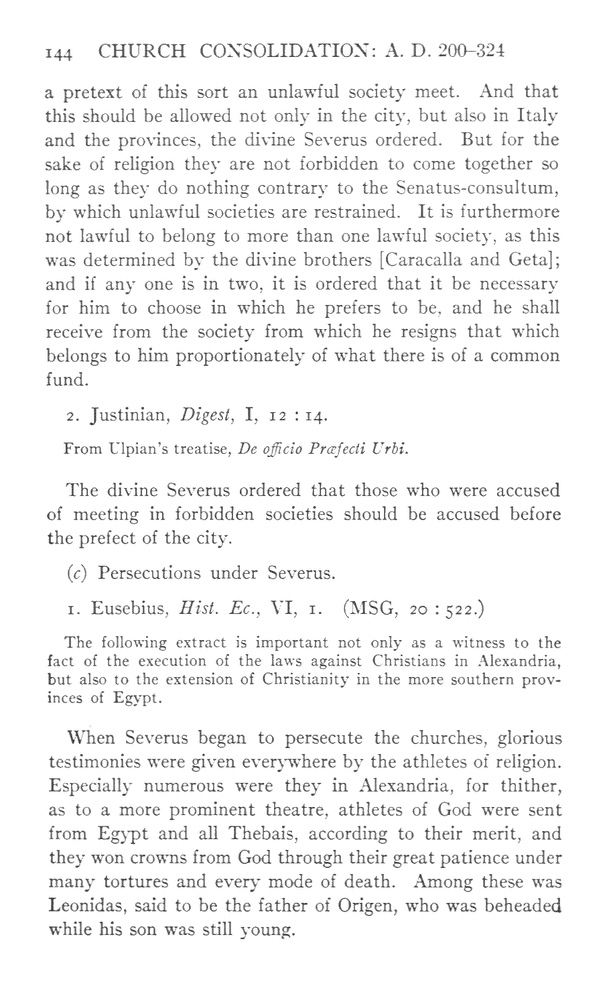 144 CHURCH CONSOLIDATION: A. D. 200–324
a pretext of this sort an unlawful society meet. And that
this should be allowed not only in the city, but also in Italy
and the provinces, the divine Severus ordered. But for the
sake of religion they are not forbidden to come together so
long as they do nothing contrary to the Senatus-consultum,
by which unlawful societies are restrained. It is furthermore
not lawful to belong to more than one lawful society, as this
was determined by the divine brothers [Caracalla and Geta];
and if any one is in two, it is ordered that it be necessary
for him to choose in which he prefers to be, and he shall
receive from the society from which he resigns that which
belongs to him proportionately of what there is of a common
fund.
2. Justinian, Digest, I, 12 : 14.
From Ulpian's treatise, De officio Præfecti Urbi.
The divine Severus ordered that those who were accused
of meeting in forbidden societies should be accused before
the prefect of the city.
(c) Persecutions under Severus.
1. Eusebius, Hist. Ec., VI, 1. (MSG, 20 : 522.)
The following extract is important not only as a witness to the
fact of the execution of the laws against Christians in Alexandria,
but also to the extension of Christianity in the more southern prov-
inces of Egypt.
When Severus began to persecute the churches, glorious
testimonies were given everywhere by the athletes of religion.
Especially numerous were they in Alexandria, for thither,
as to a more prominent theatre, athletes of God were sent
from Egypt and all Thebais, according to their merit, and
they won crowns from God through their great patience under
many tortures and every mode of death. Among these was
Leonidas, said to be the father of Origen, who was beheaded
while his son was still young.